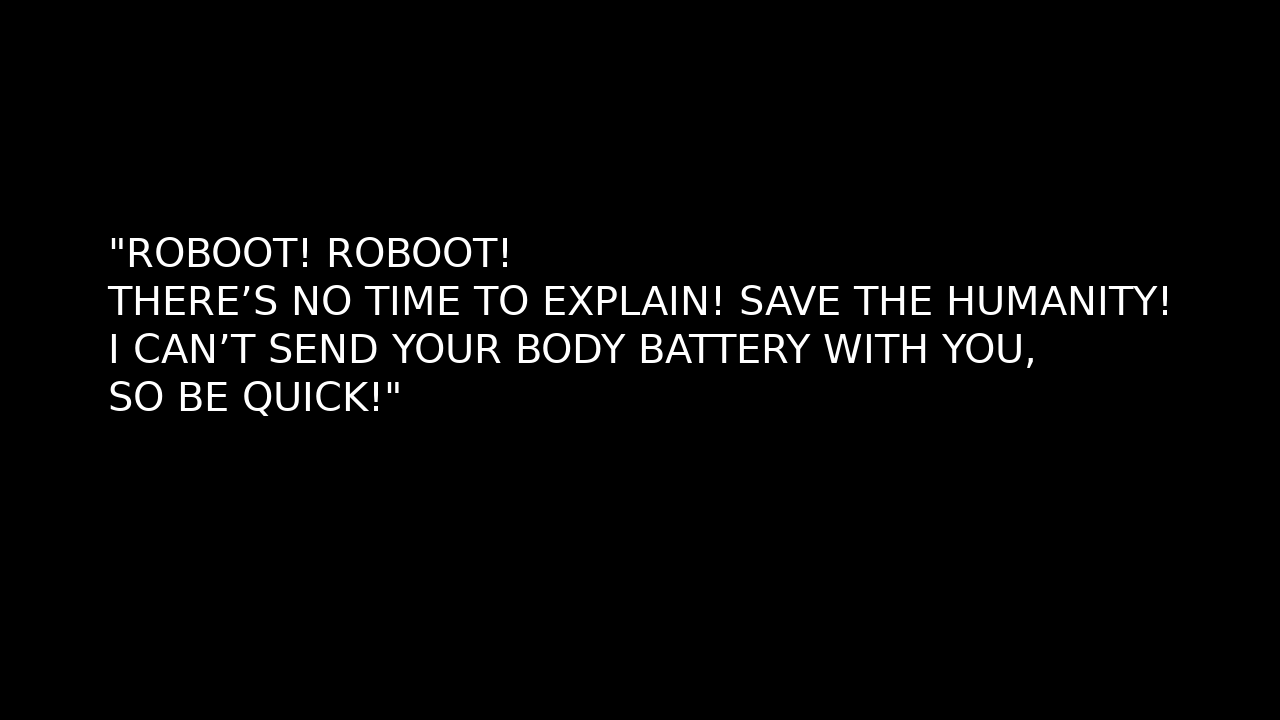 "ROBOOT! ROBOOT!
THERE’S NO TIME TO EXPLAIN! SAVE THE HUMANITY!
I CAN’T SEND YOUR BODY BATTERY WITH YOU,
SO BE QUICK!"